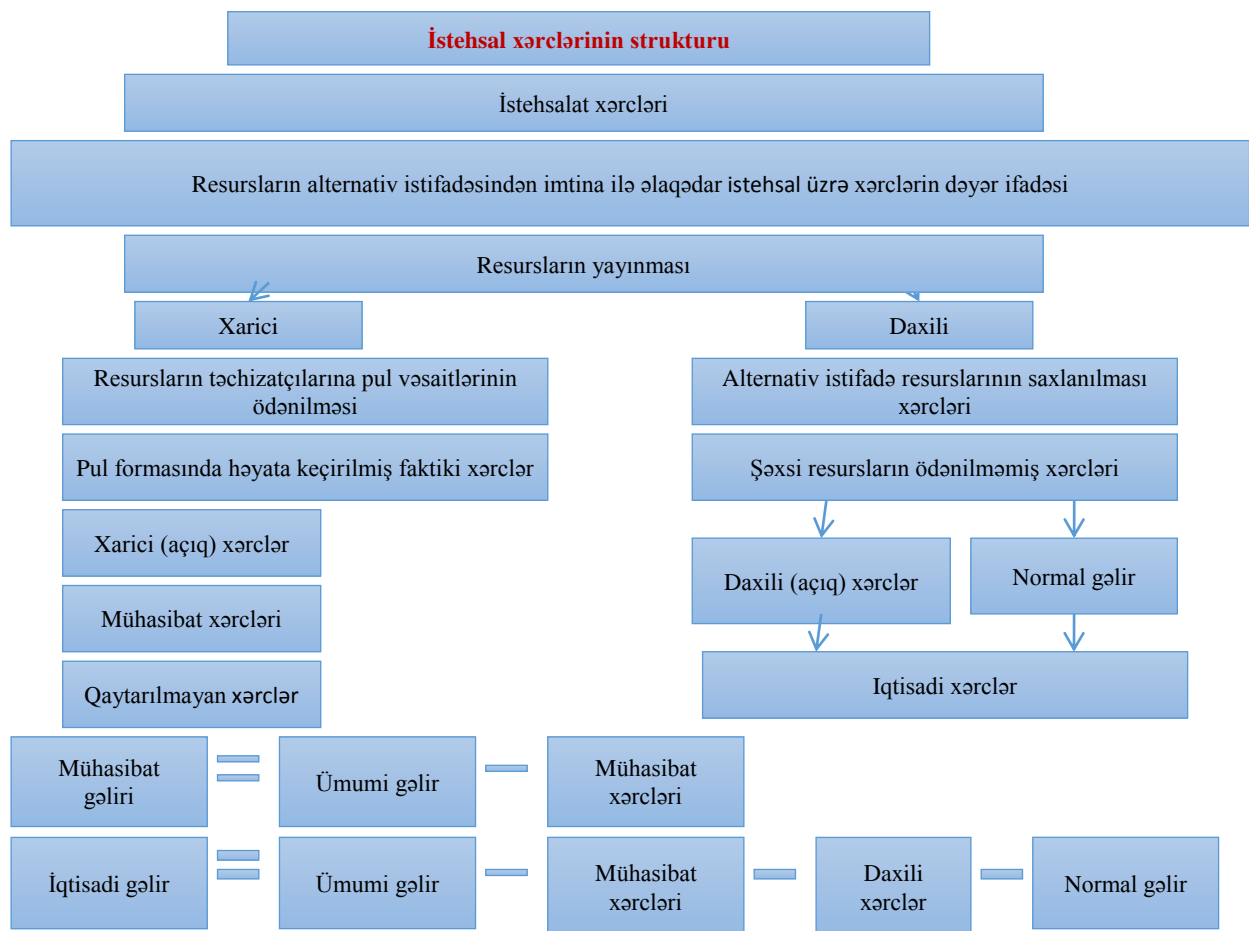 İstehsal xərclərinin strukturu
İstehsalat xərcləri
Resursların alternativ istifadəsindən imtina ilə əlaqədar istehsal üzrə xərclərin dəyər ifadəsi
Resursların yayınması
Xarici
Daxili
Resursların təchizatçılarına pul vəsaitlərinin
ödənilməsi
Alternativ istifadə resurslarının saxlanılması
xərcləri
Pul formasında həyata keçirilmiş faktiki xərclər
Şəxsi resursların ödənilməmiş xərcləri
Xarici (açıq) xərclər
Daxili (açıq) xərclər
Normal gəlir
Mühasibat xərcləri
Qaytarılmayan xərclər
Iqtisadi xərclər
Mühasibat
gəliri
=
Ümumi gəlir
−
Mühasibat
xərcləri
İqtisadi gəlir
=
Ümumi gəlir
−
Mühasibat
xərcləri
−
Daxili
xərclər
−
Normal gəlir